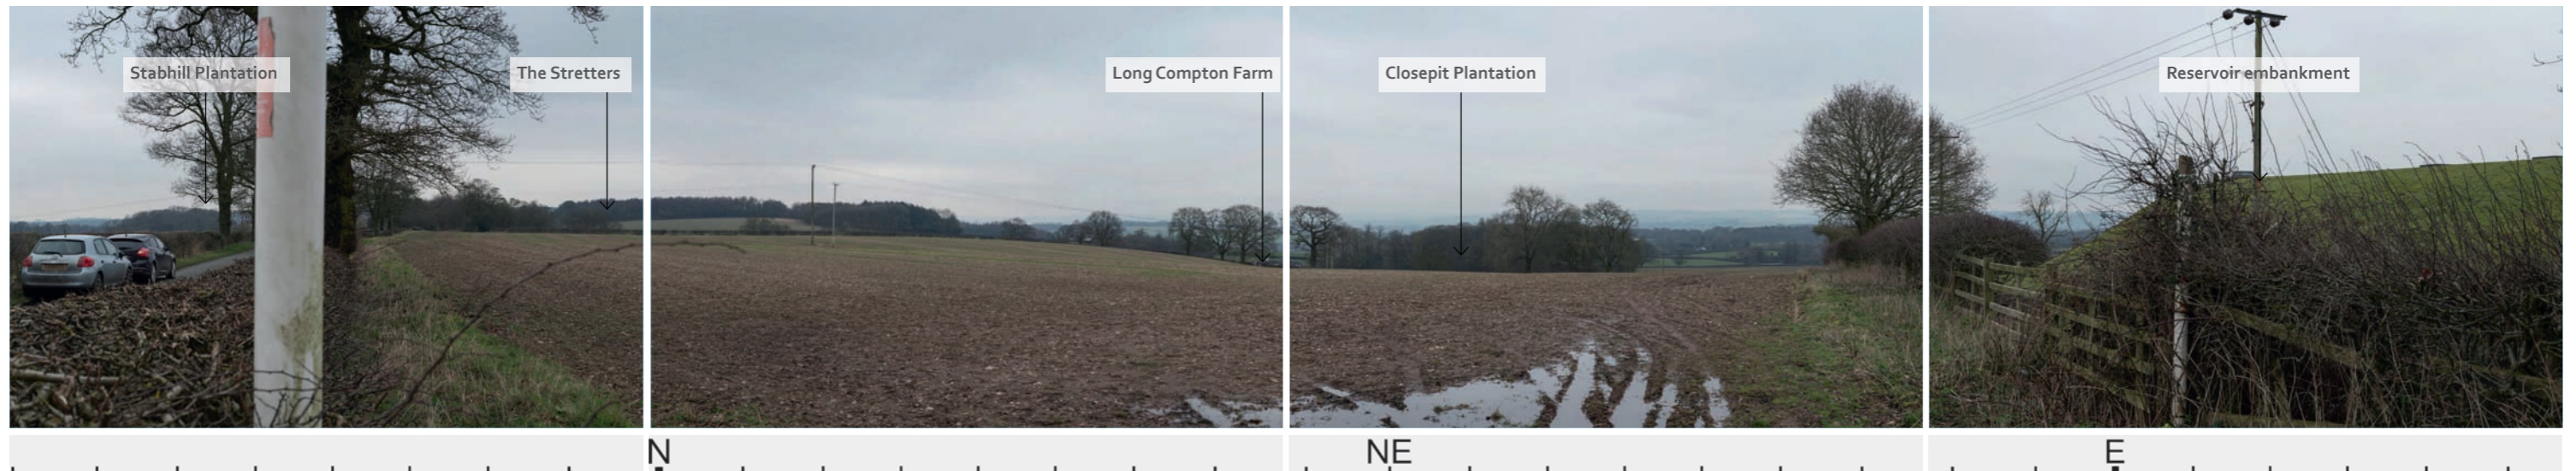 Stabhill Plantation
The Stretters
Long Compton Farm
Closepit Plantation
Reservoir embankment
N
NE
E